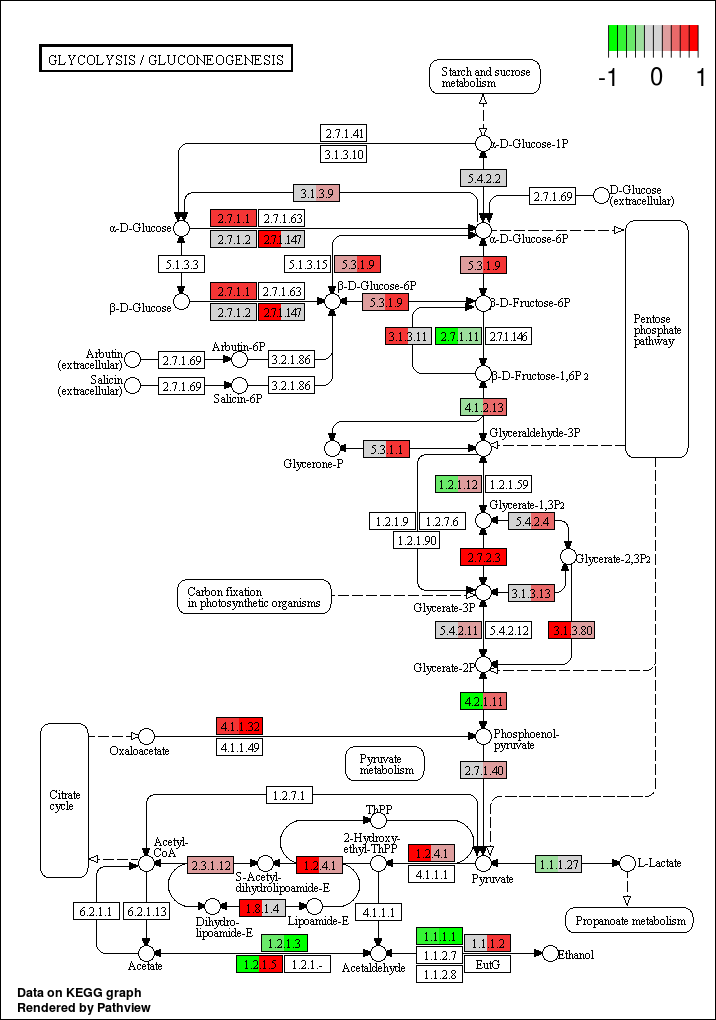 GLYCOLYSIS / GLUCONEOGENESIS
-1 0 1
Starch and sucrose
metabolism
2.7.1.41
3.1.3.10
α-D-Glucose-1P
5.4.2.2
3.1.3.9
2.7.1.69
D-Glucose
(extracellular)
α-D-Glucose
2.7.1.1
2.7.1.63
2.7.1.2
2.7.1.147
α-D-Glucose-6P
5.1.3.3
5.1.3.15
5.3.1.9
5.3.1.9
β-D-Glucose-6P
β-D-Glucose
2.7.1.1
2.7.1.63
2.7.1.2
2.7.1.147
5.3.1.9
β-D-Fructose-6P
3.1.3.11
2.7.1.11
2.7.1.146
Pentose
phosphate
pathway
Arbutin
(extracellular)
2.7.1.69
Arbutin-6P
3.2.1.86
Salicin
(extracellular)
2.7.1.69
Salicin-6P
3.2.1.86
β-D-Fructose-1,6P2
4.1.2.13
Glyceraldehyde-3P
5.3.1.1
Glycerone-P
1.2.1.12
1.2.1.59
Glycerate-1,3P2
1.2.1.9
1.2.7.6
1.2.1.90
5.4.2.4
2.7.2.3
Glycerate-2,3P2
Carbon fixation
in photosynthetic organisms
3.1.3.13
Glycerate-3P
5.4.2.11
5.4.2.12
3.1.3.80
Glycerate-2P
4.2.1.11
4.1.1.32
4.1.1.49
Oxaloacetate
Phosphoenol-
pyruvate
Pyruvate
metabolism
2.7.1.40
Citrate
cycle
1.2.7.1
ThPP
2-Hydroxy-
ethyl-ThPP
Acetyl-
CoA
2.3.1.12
S-Acetyl-
dihydrolipoamide-E
1.2.4.1
1.2.4.1
4.1.1.1
Pyruvate
1.1.1.27
L-Lactate
6.2.1.1
6.2.1.13
Dihydro-
lipoamide-E
1.8.1.4
Lipoamide-E
4.1.1.1
Propanoate metabolism
Acetate
1.2.1.3
1.2.1.5
1.2.1.-
Acetaldehyde
1.1.1.1
1.1.2.7
1.1.2.8
1.1.1.2
EutG
Ethanol
Data on KEGG graph
Rendered by Pathview